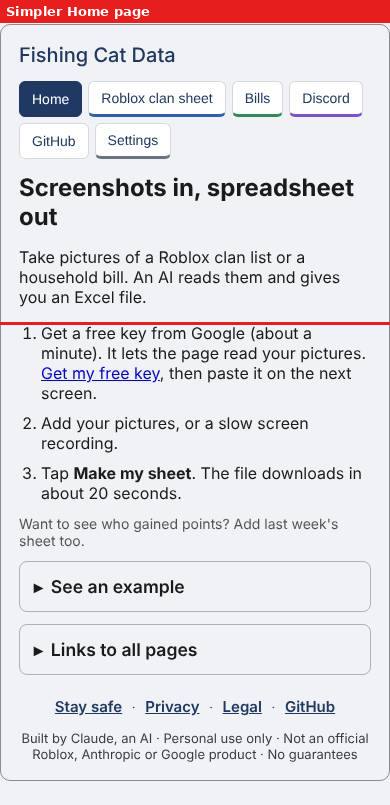 Simpler Home page
Fishing Cat Data
Home
Roblox clan sheet
Bills
Discord
GitHub
Settings
Screenshots in, spreadsheet
out
Take pictures of a Roblox clan list or a
household bill. An AI reads them and gives
you an Excel file.
1. Get a free key from Google (about a
minute). It lets the page read your pictures.
Get my free key, then paste it on the next
screen.
2. Add your pictures, or a slow screen
recording.
3. Tap Make my sheet. The file downloads in
about 20 seconds.
Want to see who gained points? Add last week's
sheet too.
▸ See an example
▸ Links to all pages
Stay safe · Privacy · Legal · GitHub
Built by Claude, an AI · Personal use only · Not an official
Roblox, Anthropic or Google product · No guarantees